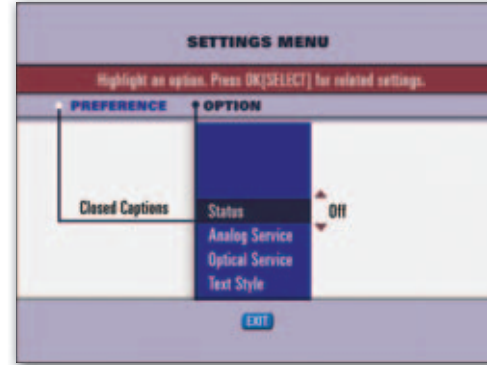 SETTINGS MENU
Highlight an option. Press OK[SELECT] for related settings.
PREFERENCE OPTION
Closed Captions Status Off
Analog Service
Optical Service
Text Style
EXIT